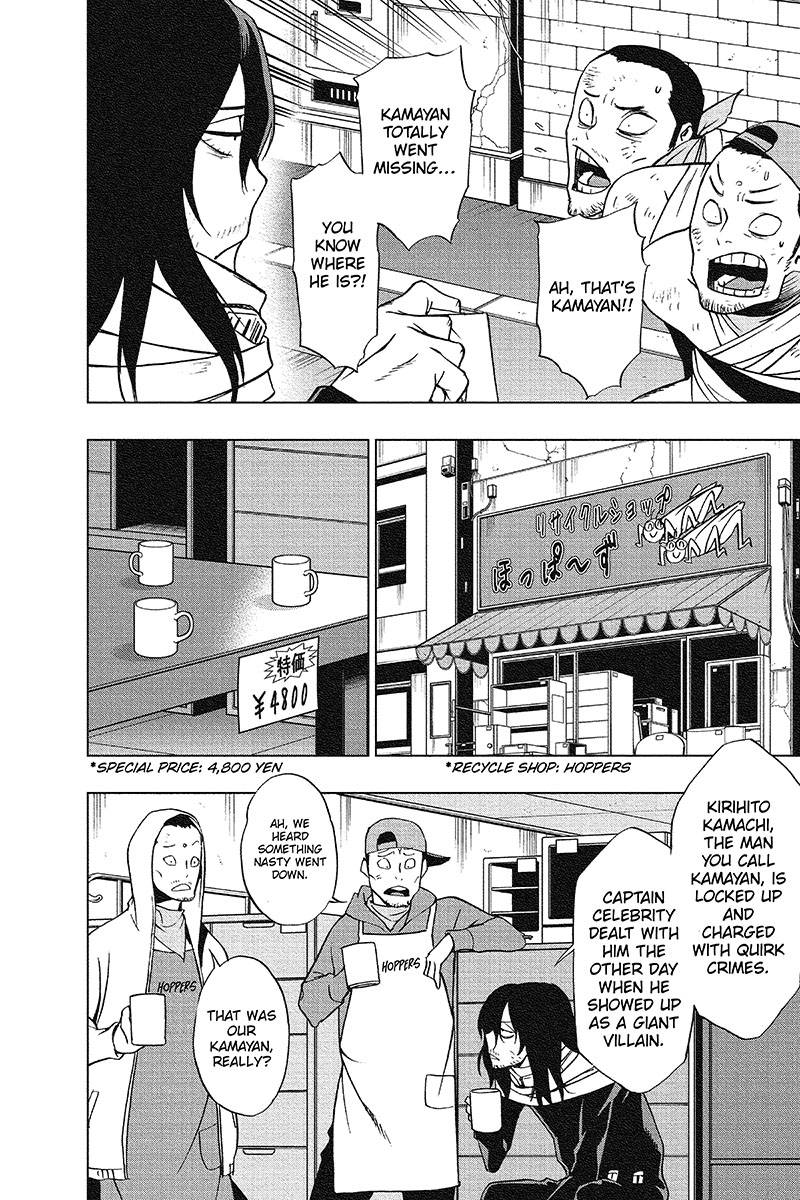 AH, THAT'S
KAMAYAN!!
KAMAYAN
TOTALLY
WENT
MISSING...
YOU
KNOW
WHERE
HE IS?!
リサイクルショップ
ほっぱ〜ず
*RECYCLE SHOP: HOPPERS
特価
¥4800
*SPECIAL PRICE: 4,800 YEN
KIRIHITO
KAMACHI,
THE MAN
YOU CALL
KAMAYAN, IS
LOCKED UP
AND
CHARGED
WITH QUIRK
CRIMES.
CAPTAIN
CELEBRITY
DEALT WITH
HIM THE
OTHER DAY
WHEN HE
SHOWED UP
AS A GIANT
VILLAIN.
AH, WE
HEARD
SOMETHING
NASTY WENT
DOWN.
HOPPERS
THAT WAS
OUR
KAMAYAN,
REALLY?
HOPPERS